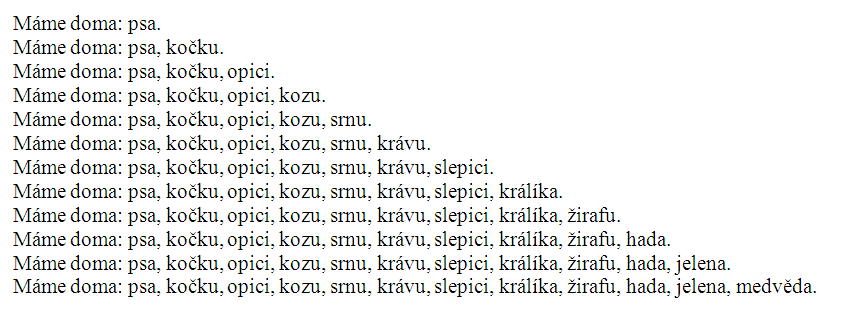 Máme doma: psa.
Máme doma: psa, kočku.
Máme doma: psa, kočku, opici.
Máme doma: psa, kočku, opici, kozu.
Máme doma: psa, kočku, opici, kozu, srnu.
Máme doma: psa, kočku, opici, kozu, srnu, krávu.
Máme doma: psa, kočku, opici, kozu, srnu, krávu, slepici.
Máme doma: psa, kočku, opici, kozu, srnu, krávu, slepici, králíka.
Máme doma: psa, kočku, opici, kozu, srnu, krávu, slepici, králíka, žirafu.
Máme doma: psa, kočku, opici, kozu, srnu, krávu, slepici, králíka, žirafu, hada.
Máme doma: psa, kočku, opici, kozu, srnu, krávu, slepici, králíka, žirafu, hada, jelena.
Máme doma: psa, kočku, opici, kozu, srnu, krávu, slepici, králíka, žirafu, hada, jelena, medvěda.